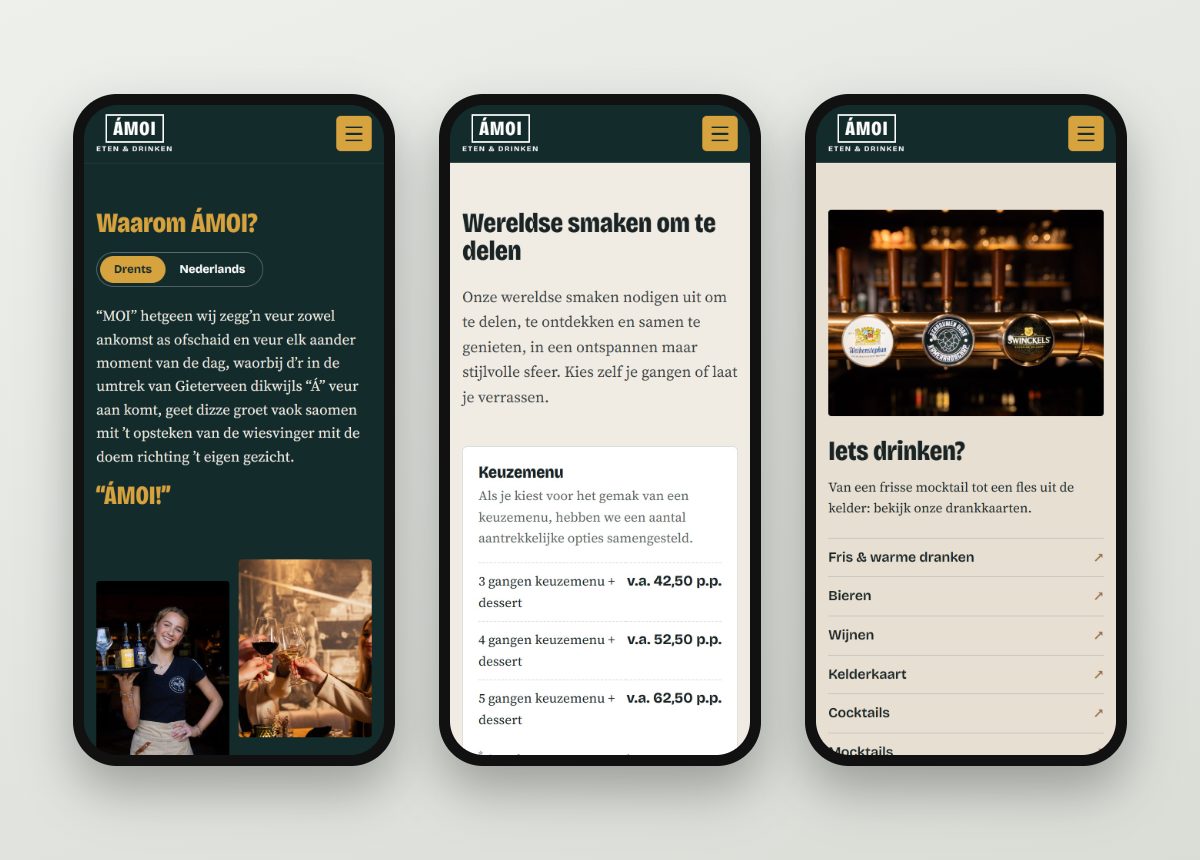 ÁMOI
ETEN & DRINKEN
Waarom ÁMOI?
Drents
Nederlands
“MOI” hetgeen wij zegg’n veur zowel
ankomst as ofschaid en veur elk aander
moment van de dag, waorbij d’r in de
umtrek van Gieterveen dikwijls “Á” veur
aan komt, geet dizze groet vaok saomen
mit ’t opsteken van de wiesvinger mit de
doem richting ’t eigen gezicht.
“ÁMOI!”
ÁMOI
ETEN & DRINKEN
Wereldse smaken om te
delen
Onze wereldse smaken nodigen uit om
te delen, te ontdekken en samen te
genieten, in een ontspannen maar
stijlvolle sfeer. Kies zelf je gangen of laat
je verrassen.
Keuzemenu
Als je kiest voor het gemak van een
keuzemenu, hebben we een aantal
aantrekkelijke opties samengesteld.
3 gangen keuzemenu + v.a. 42,50 p.p.
dessert
4 gangen keuzemenu + v.a. 52,50 p.p.
dessert
5 gangen keuzemenu + v.a. 62,50 p.p.
dessert
ÁMOI
ETEN & DRINKEN
Weihenstephan
SWINCKELS'
Iets drinken?
Van een frisse mocktail tot een fles uit de
kelder: bekijk onze drankkaarten.
Fris & warme dranken ↗
Bieren ↗
Wijnen ↗
Kelderkaart ↗
Cocktails ↗
Mocktails